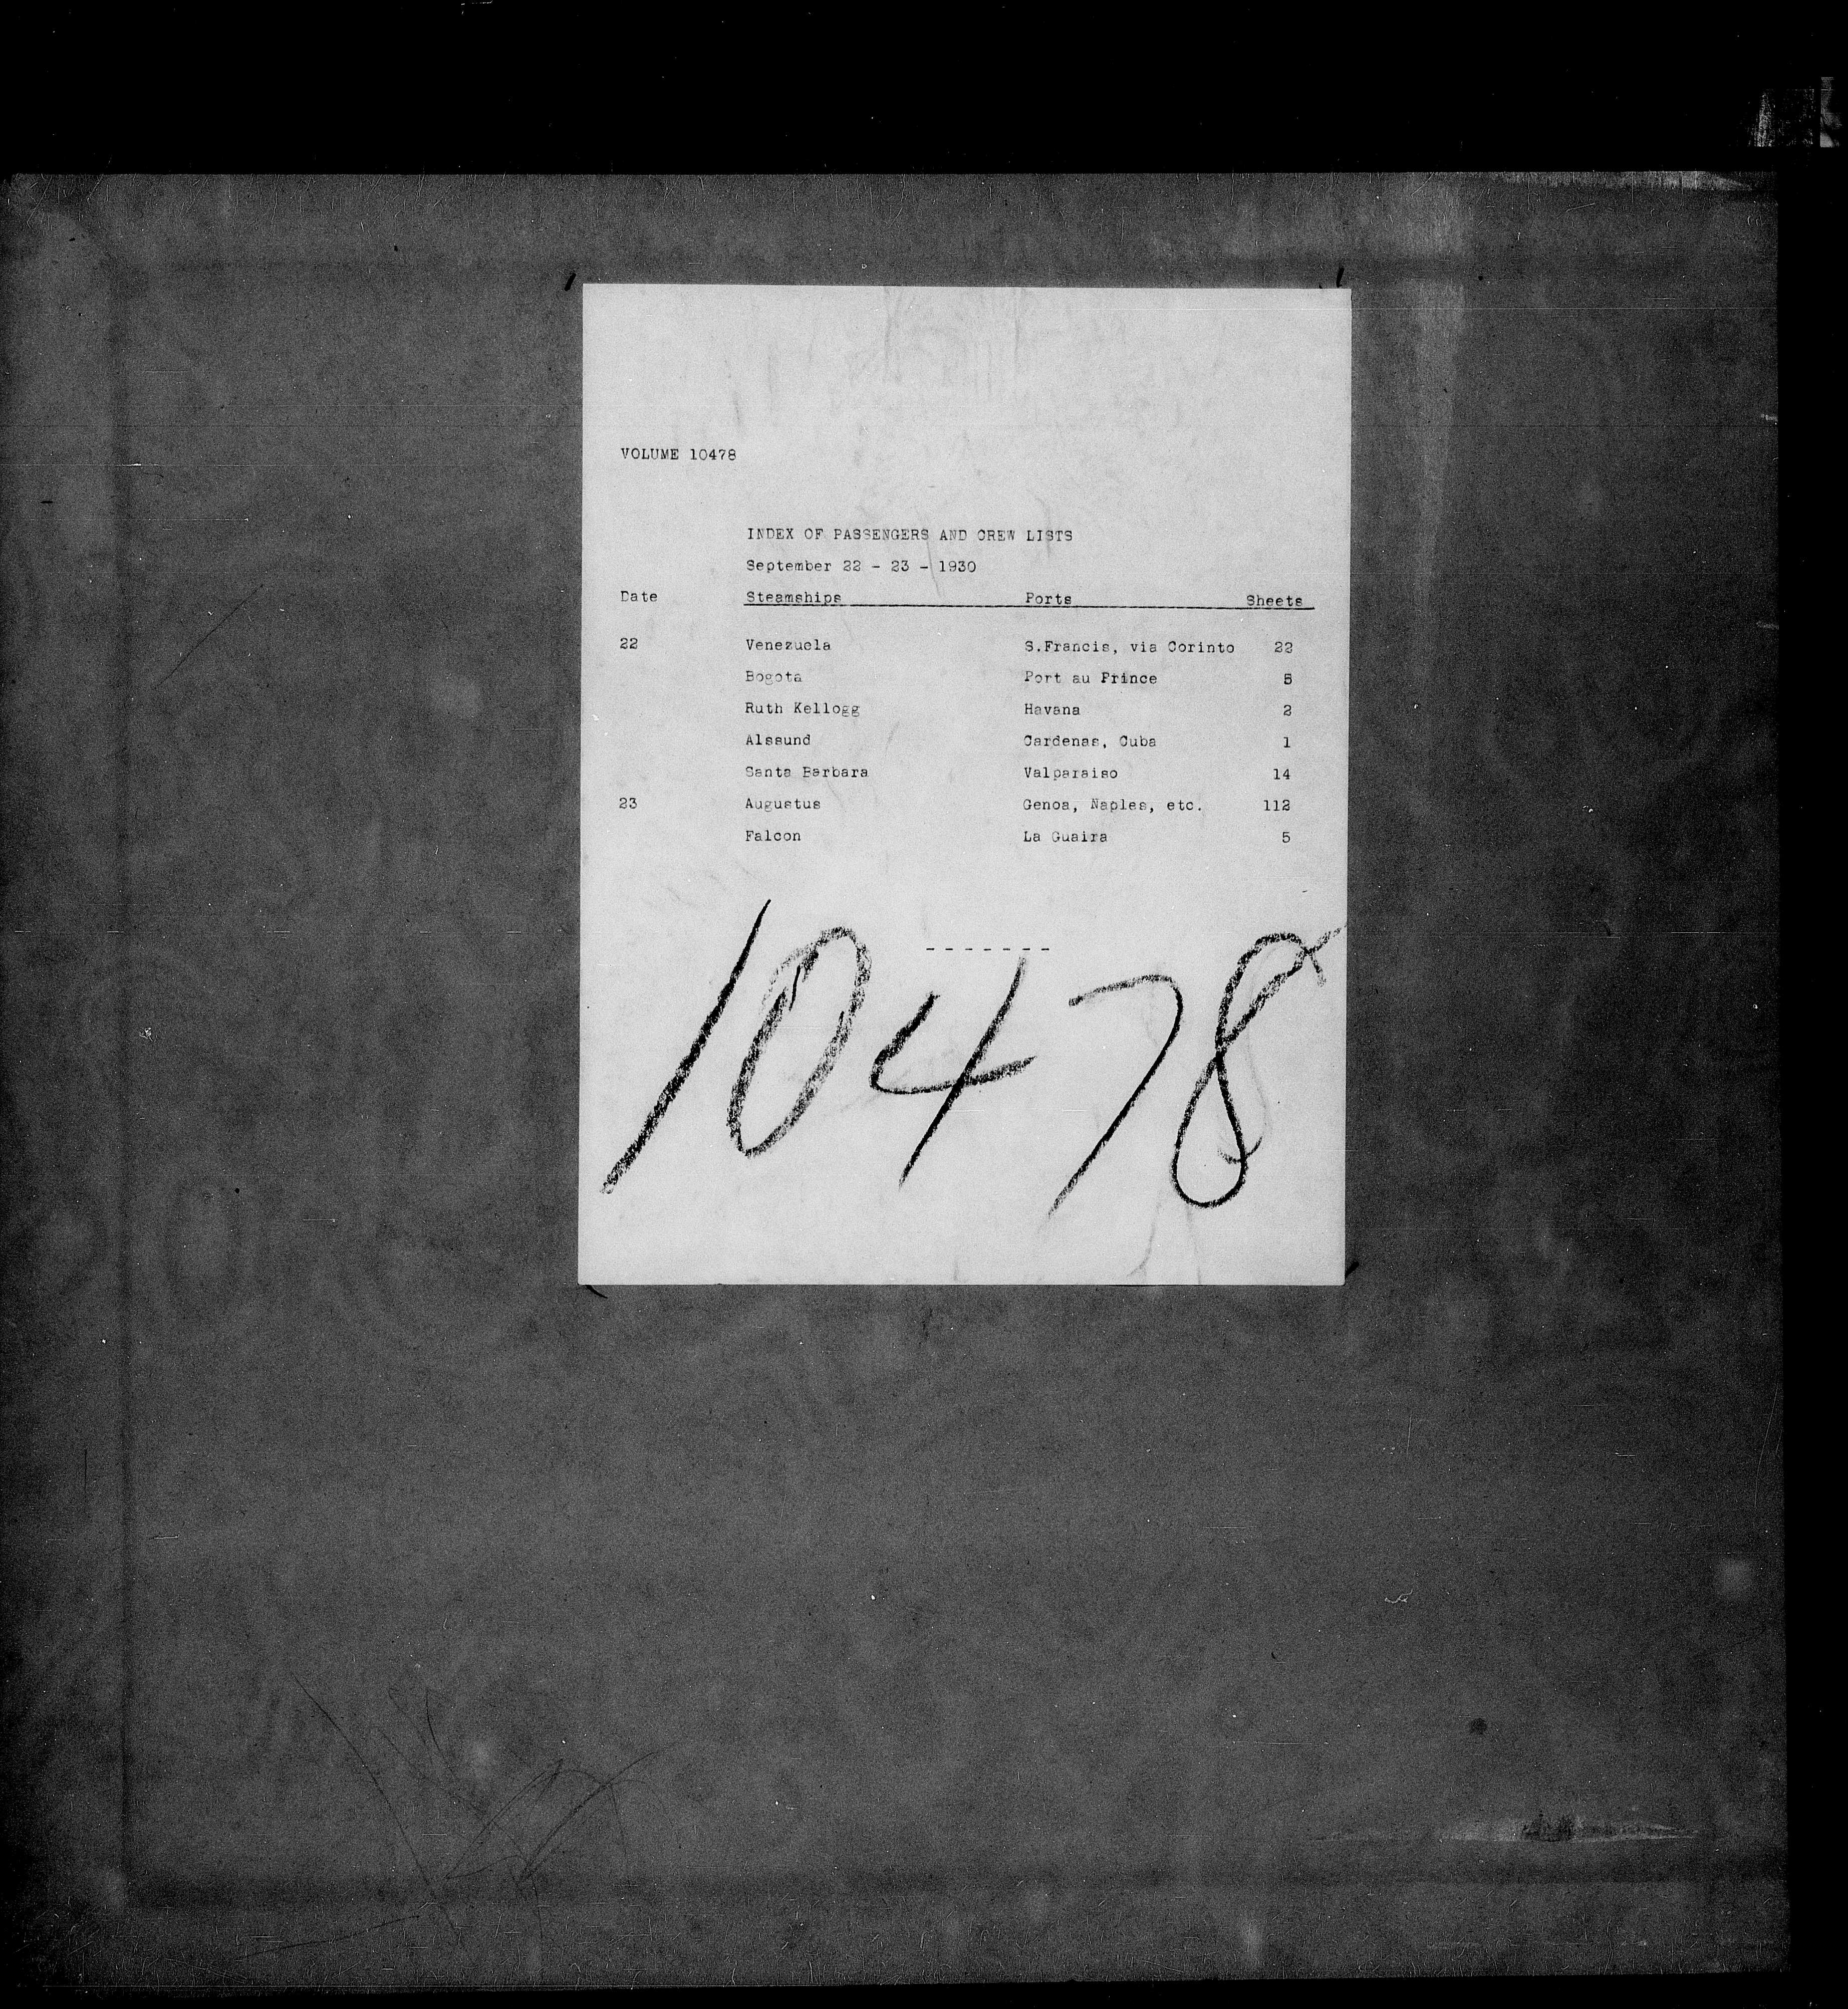 VOLUME 10478
INDEX OF PASSENGERS AND CREW LISTS
September 22 - 23 - 1930
Date Steamships Ports Sheets
22 Venezuela S.Francis, via Corinto 22
Bogota Port au Prince 5
Ruth Kellogg Havana 2
Alssund Cardenas, Cuba 1
Santa Barbara Valparaiso 14
23 Augustus Genoa, Naples, etc. 112
Falcon La Guaira 5
- - - - - - -
10478